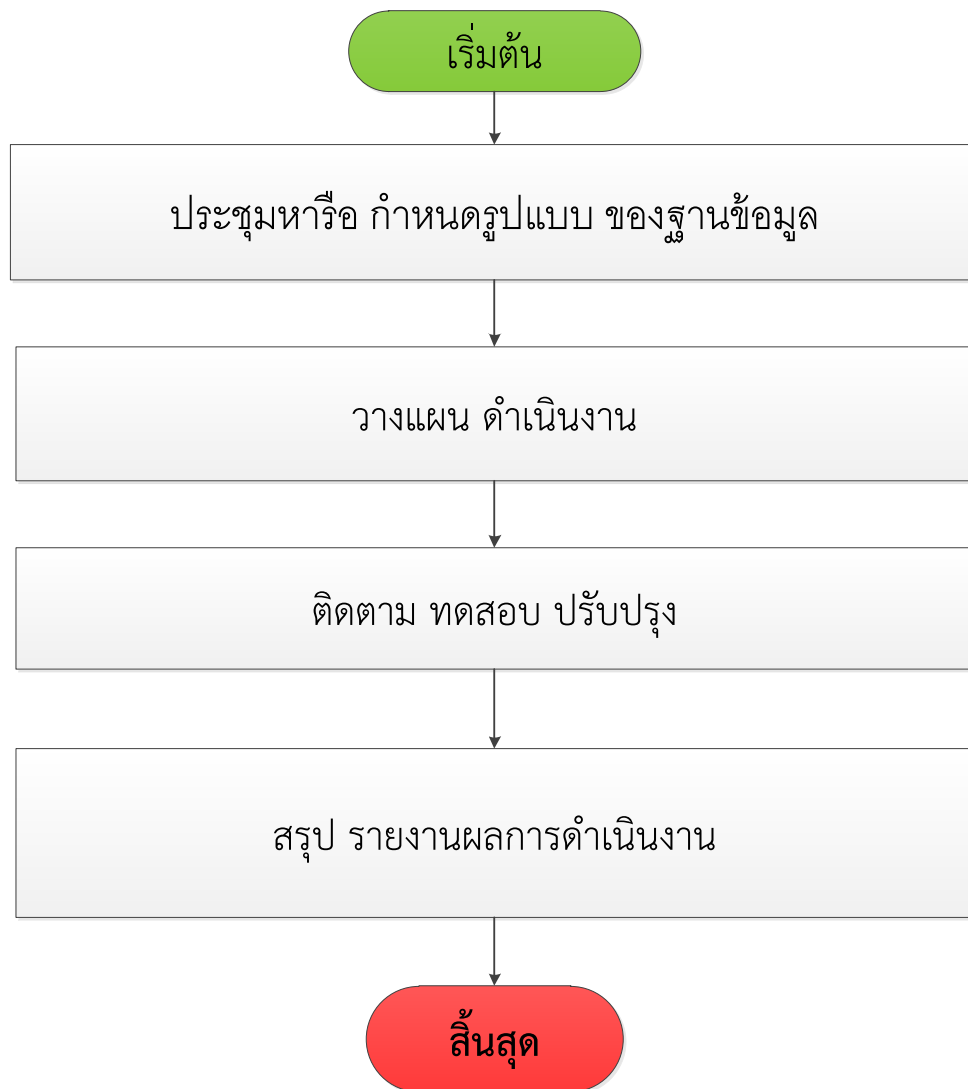 เริ่มต้น
ประชุมหารือ กำหนดรูปแบบ ของฐานข้อมูล
วางแผน ดำเนินงาน
ติดตาม ทดสอบ ปรับปรุง
สรุป รายงานผลการดำเนินงาน
สิ้นสุด